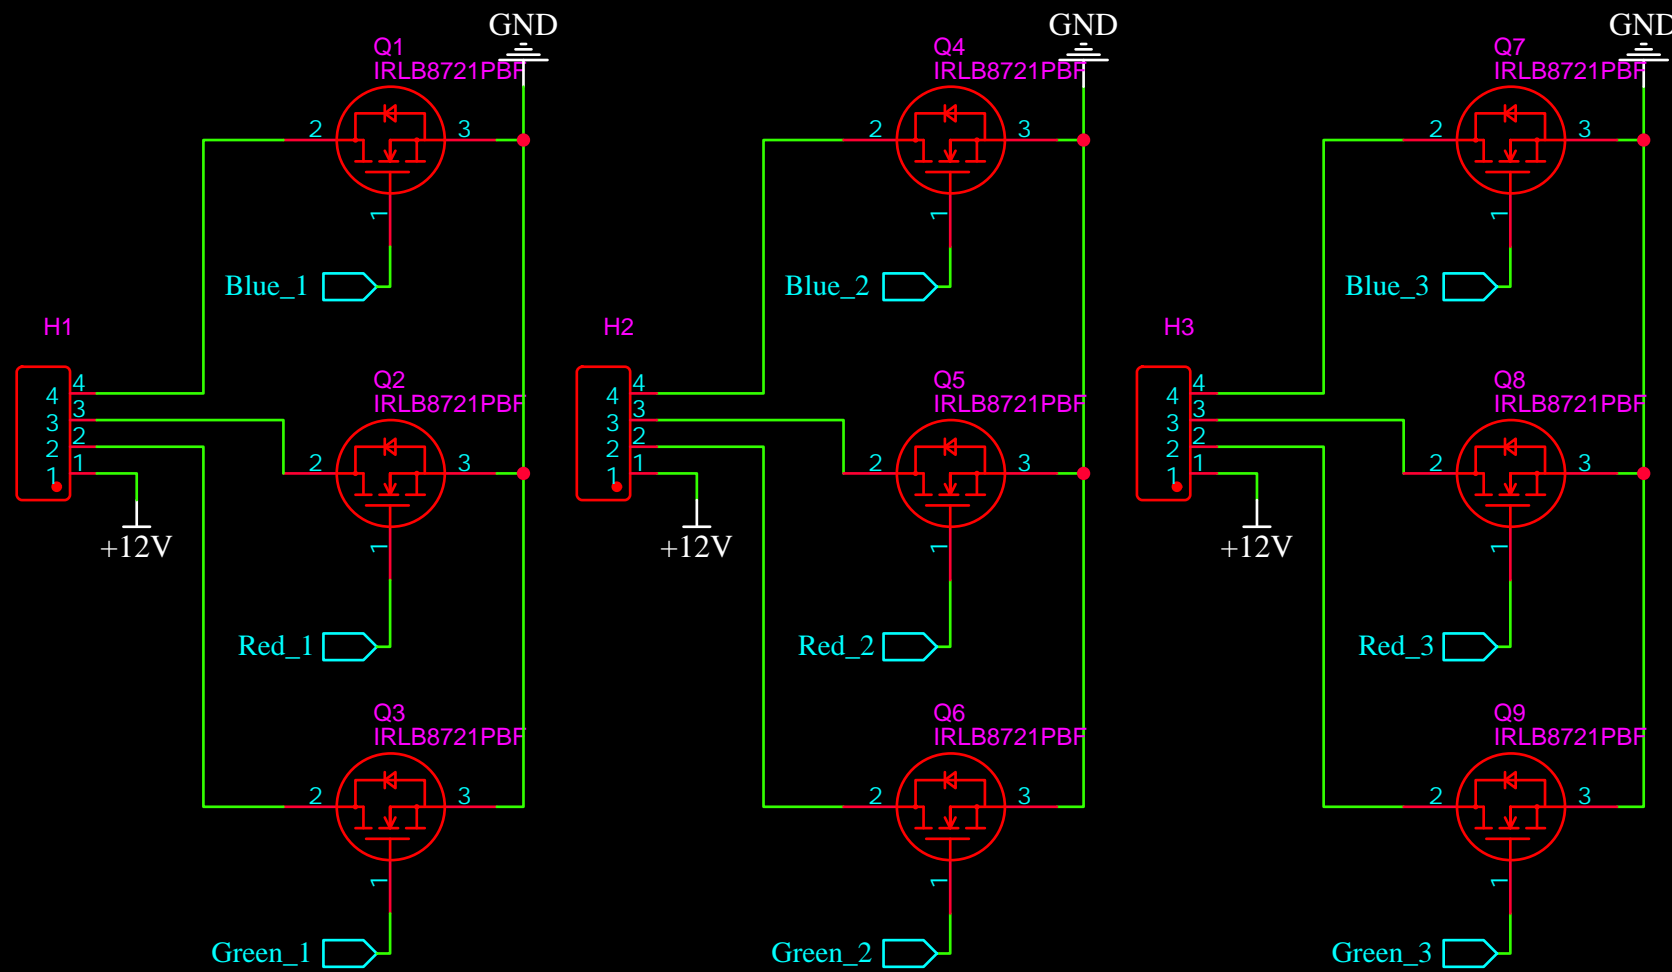 GND
GND
GND
Q1
IRLB8721PBF
Q4
IRLB8721PBF
Q7
IRLB8721PBF
2
3
2
3
2
3
1
1
1
Blue_1
Blue_2
Blue_3
H1
H2
H3
Q2
IRLB8721PBF
Q5
IRLB8721PBF
Q8
IRLB8721PBF
4
4
3
3
2
2
1
1
4
4
3
3
2
2
1
1
4
4
3
3
2
2
1
1
2
3
2
3
2
3
+12V
+12V
+12V
1
1
1
Red_1
Red_2
Red_3
Q3
IRLB8721PBF
Q6
IRLB8721PBF
Q9
IRLB8721PBF
2
3
2
3
2
3
1
1
1
Green_1
Green_2
Green_3